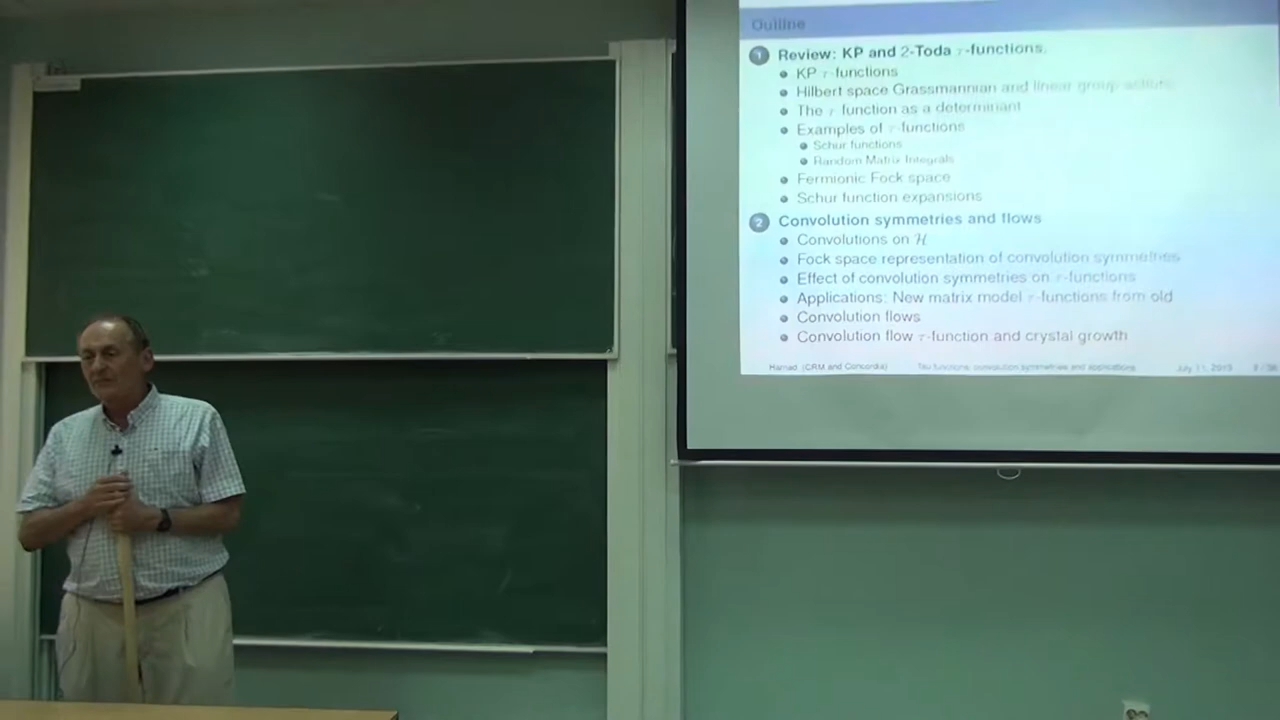 Outline
1 Review: KP and 2-Toda τ-functions.
KP τ-functions
Hilbert space Grassmannian and linear group actions
The τ function as a determinant
Examples of τ-functions
Schur functions
Random Matrix Integrals
Fermionic Fock space
Schur function expansions
2 Convolution symmetries and flows
Convolutions on ℋ
Fock space representation of convolution symmetries
Effect of convolution symmetries on τ-functions
Applications: New matrix model τ-functions from old
Convolution flows
Convolution flow τ-function and crystal growth
Harnad (CRM and Concordia) Tau functions, convolution symmetries and applications July 11, 2013